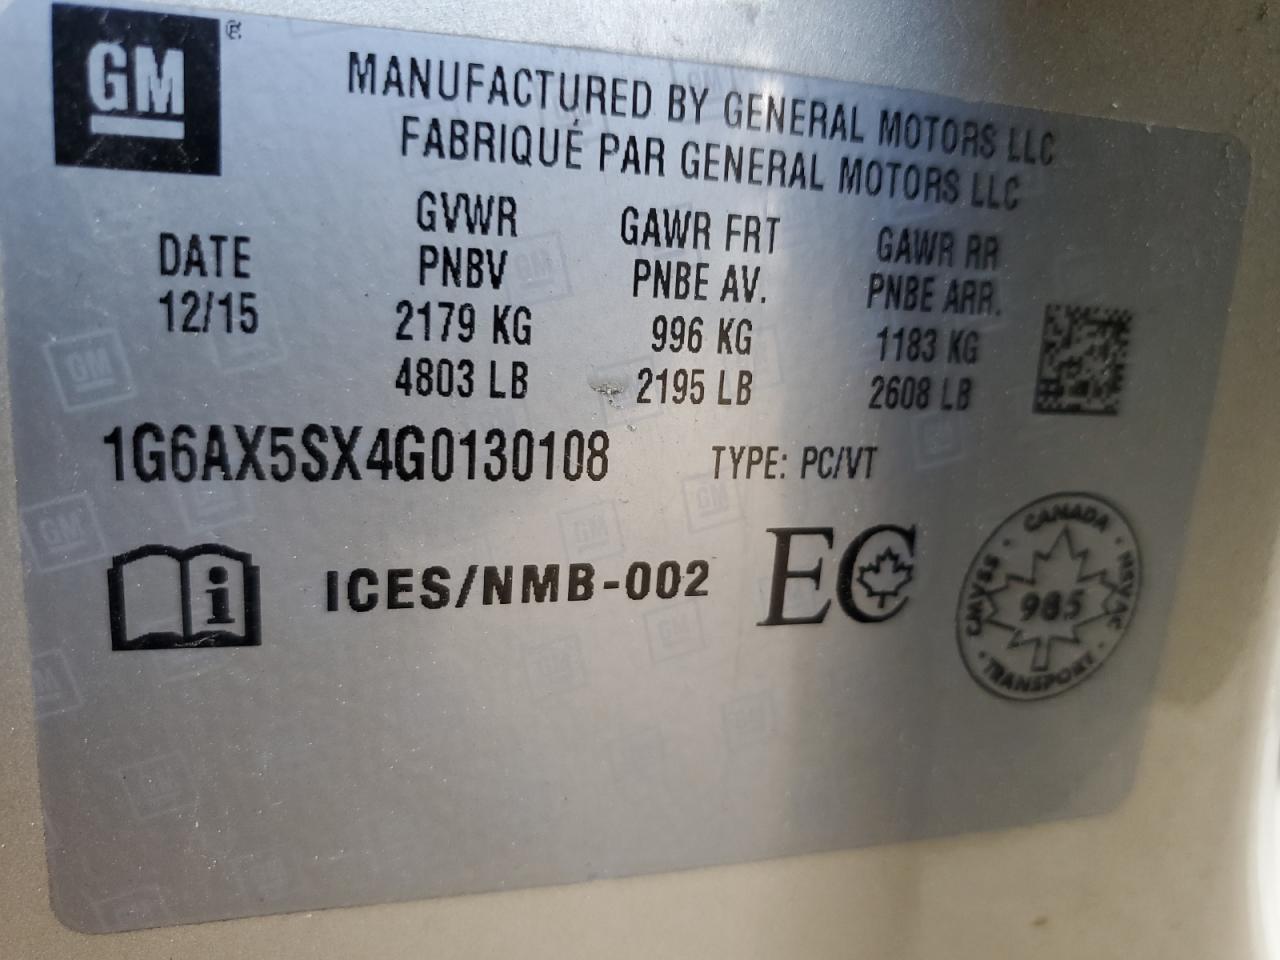 GM®
MANUFACTURED BY GENERAL MOTORS LLC
FABRIQUÉ PAR GENERAL MOTORS LLC
DATE
12/15
GVWR
PNBV
2179 KG
4803 LB
GAWR FRT
PNBE AV.
996 KG
2195 LB
GAWR RR
PNBE ARR.
1183 KG
2608 LB
1G6AX5SX4G0130108 TYPE: PC/VT
i ICES/NMB-002 EC
CANADA
CMVSS · NSVAC
985
TRANSPORT